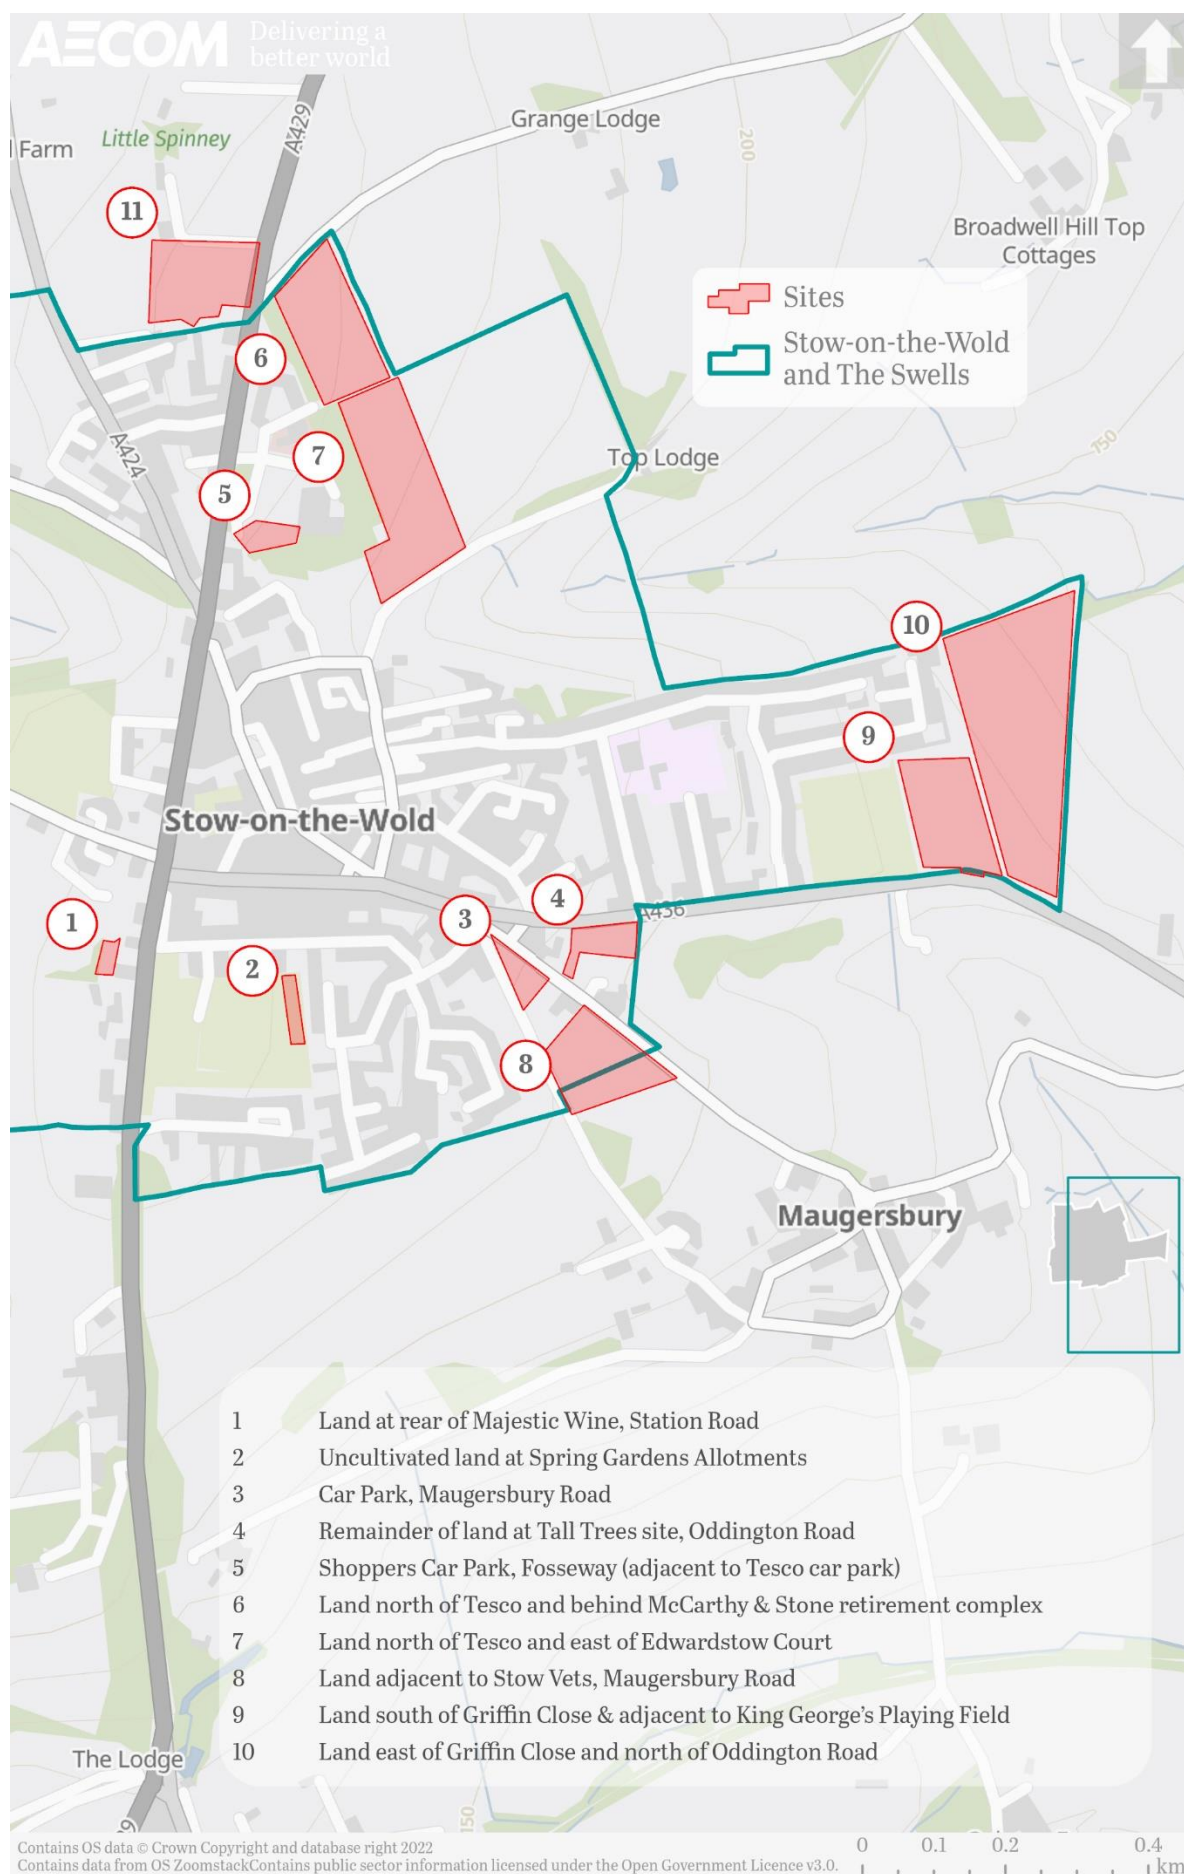 AECOM
Delivering a
better world
Grange Lodge
Little Spinney
Farm
A429
200
11
Broadwell Hill Top
Cottages
Sites
Stow-on-the-Wold
and The Swells
6
A424
7
Top Lodge
150
5
10
9
Stow-on-the-Wold
4
A436
3
1
2
8
Maugersbury
1 Land at rear of Majestic Wine, Station Road
2 Uncultivated land at Spring Gardens Allotments
3 Car Park, Maugersbury Road
4 Remainder of land at Tall Trees site, Oddington Road
5 Shoppers Car Park, Fosseway (adjacent to Tesco car park)
6 Land north of Tesco and behind McCarthy & Stone retirement complex
7 Land north of Tesco and east of Edwardstow Court
8 Land adjacent to Stow Vets, Maugersbury Road
9 Land south of Griffin Close & adjacent to King George's Playing Field
10 Land east of Griffin Close and north of Oddington Road
The Lodge
150
Contains OS data © Crown Copyright and database right 2022
Contains data from OS ZoomstackContains public sector information licensed under the Open Government Licence v3.0.
0 0.1 0.2 0.4
km